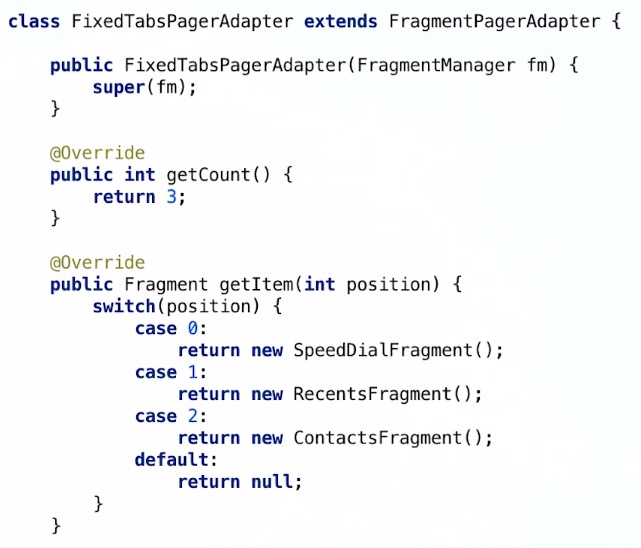 class FixedTabsPagerAdapter extends FragmentPagerAdapter {
public FixedTabsPagerAdapter(FragmentManager fm) {
super(fm);
}
@Override
public int getCount() {
return 3;
}
@Override
public Fragment getItem(int position) {
switch(position) {
case 0:
return new SpeedDialFragment();
case 1:
return new RecentsFragment();
case 2:
return new ContactsFragment();
default:
return null;
}
}